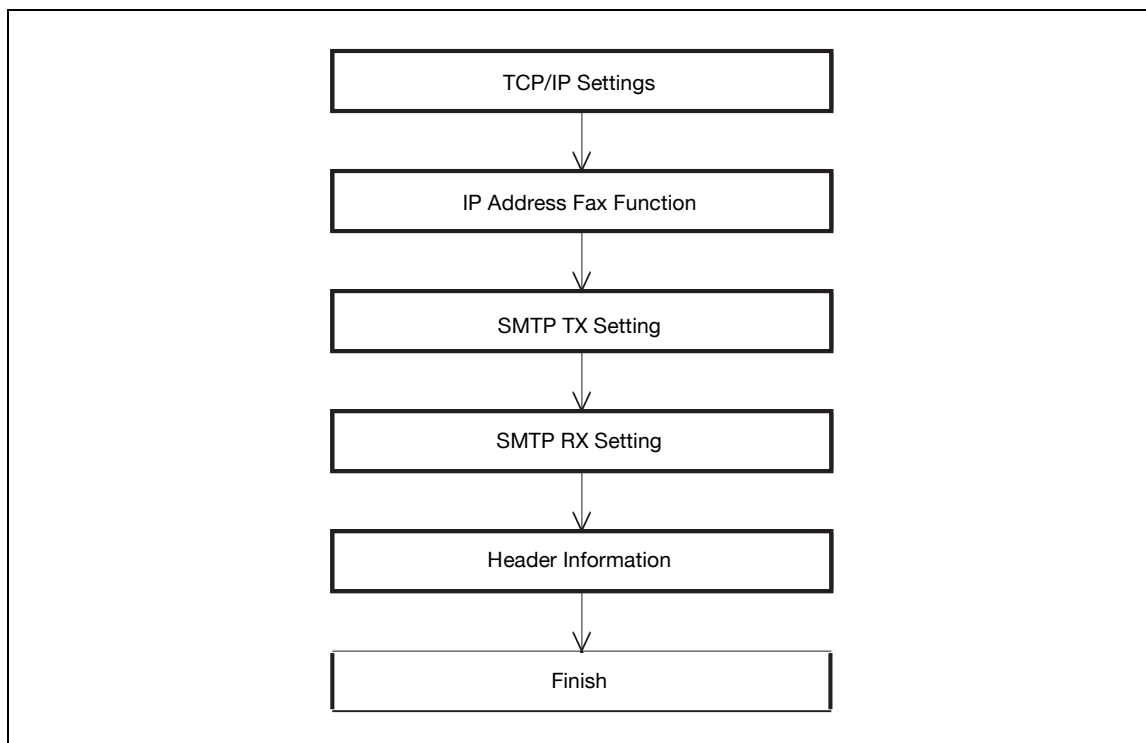 TCP/IP Settings
IP Address Fax Function
SMTP TX Setting
SMTP RX Setting
Header Information
Finish